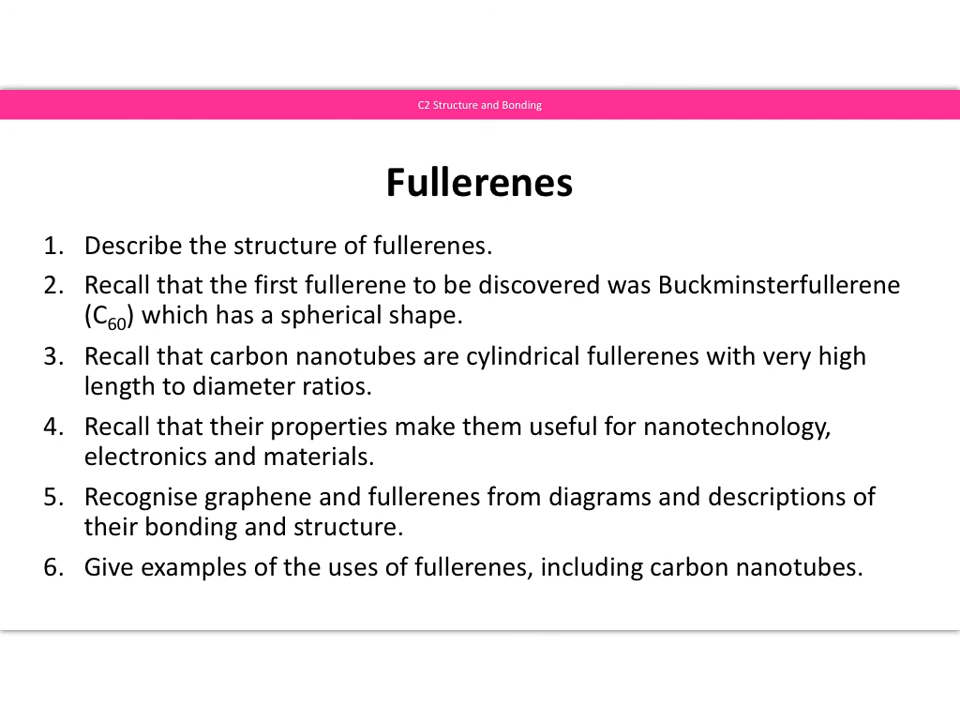 C2 Structure and Bonding
Fullerenes
1. Describe the structure of fullerenes.
2. Recall that the first fullerene to be discovered was Buckminsterfullerene
(C60) which has a spherical shape.
3. Recall that carbon nanotubes are cylindrical fullerenes with very high
length to diameter ratios.
4. Recall that their properties make them useful for nanotechnology,
electronics and materials.
5. Recognise graphene and fullerenes from diagrams and descriptions of
their bonding and structure.
6. Give examples of the uses of fullerenes, including carbon nanotubes.